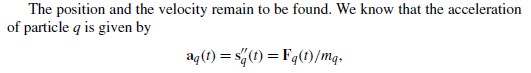 The position and the velocity remain to be found. We know that the acceleration
of particle q is given by
a_q(t) = s″_q(t) = F_q(t)/m_q,